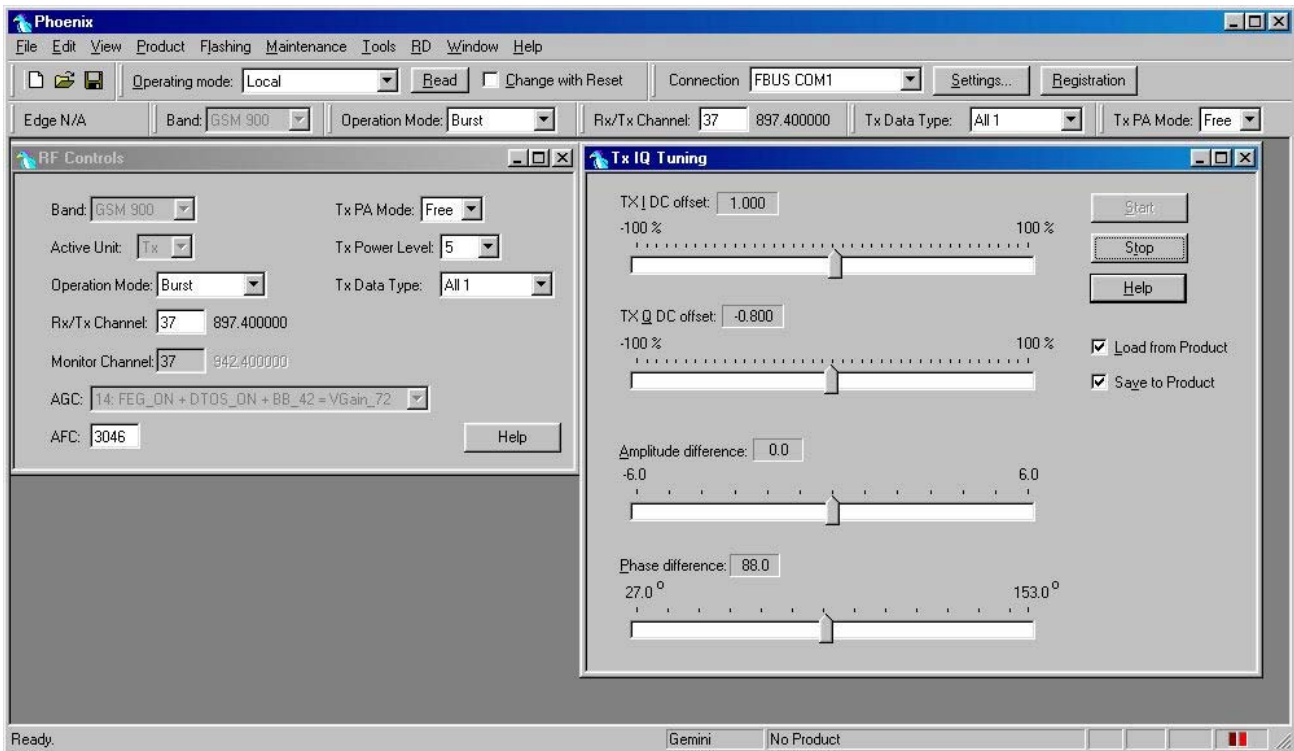 Phoenix
File Edit View Product Flashing Maintenance Tools RD Window Help
Operating mode: Local Read Change with Reset Connection FBUS COM1 Settings... Registration
Edge N/A Band: GSM 900 Operation Mode: Burst Rx/Tx Channel: 37 897.400000 Tx Data Type: All 1 Tx PA Mode: Free
RF Controls
Band: GSM 900 Tx PA Mode: Free
Active Unit: Tx Tx Power Level: 5
Operation Mode: Burst Tx Data Type: All 1
Rx/Tx Channel: 37 897.400000
Monitor Channel: 37 942.400000
AGC: 14: FEG_ON + DTOS_ON + BB_42 = VGain_72
AFC: 3046 Help
Tx IQ Tuning
TX I DC offset: 1.000
-100 % 100 %
TX Q DC offset: -0.800
-100 % 100 %
Amplitude difference: 0.0
-6.0 6.0
Phase difference: 88.0
27.0 º 153.0 º
Start
Stop
Help
Load from Product
Save to Product
Ready. Gemini No Product